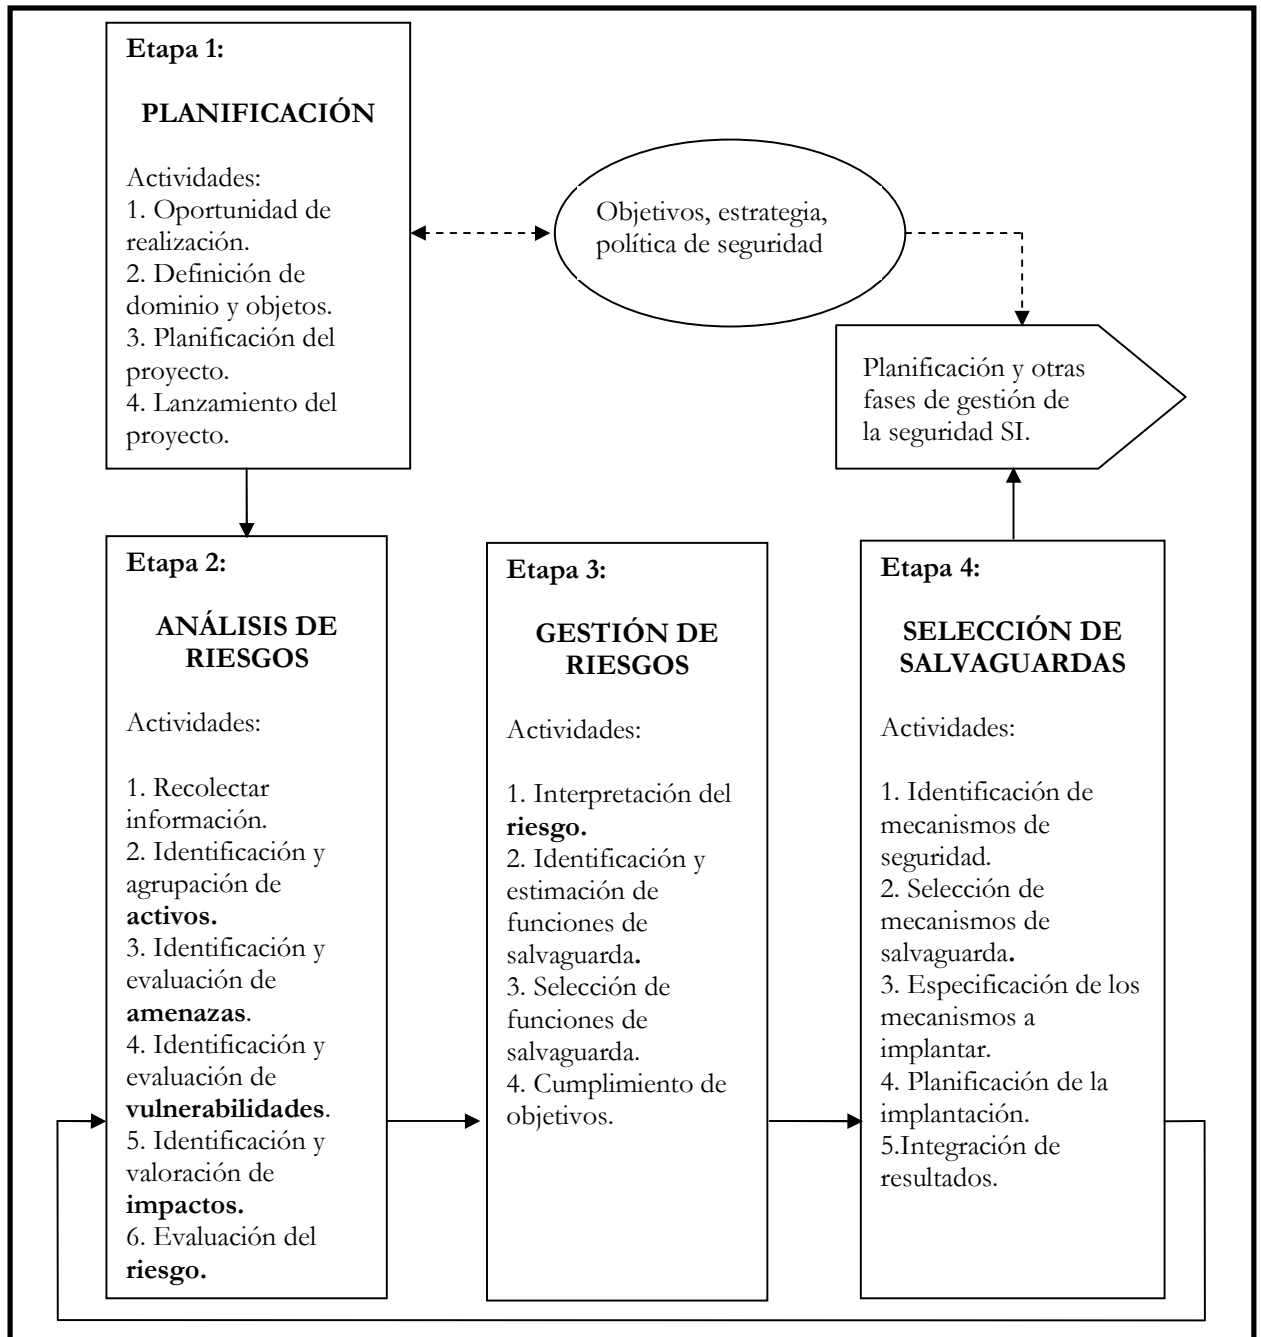 Etapa 1:
PLANIFICACIÓN
Actividades:
1. Oportunidad de
realización.
2. Definición de
dominio y objetos.
3. Planificación del
proyecto.
4. Lanzamiento del
proyecto.
Objetivos, estrategia,
política de seguridad
Planificación y otras
fases de gestión de
la seguridad SI.
Etapa 2:
ANÁLISIS DE
RIESGOS
Actividades:
1. Recolectar
información.
2. Identificación y
agrupación de
activos.
3. Identificación y
evaluación de
amenazas.
4. Identificación y
evaluación de
vulnerabilidades.
5. Identificación y
valoración de
impactos.
6. Evaluación del
riesgo.
Etapa 3:
GESTIÓN DE
RIESGOS
Actividades:
1. Interpretación del
riesgo.
2. Identificación y
estimación de
funciones de
salvaguarda.
3. Selección de
funciones de
salvaguarda.
4. Cumplimiento de
objetivos.
Etapa 4:
SELECCIÓN DE
SALVAGUARDAS
Actividades:
1. Identificación de
mecanismos de
seguridad.
2. Selección de
mecanismos de
salvaguarda.
3. Especificación de los
mecanismos a
implantar.
4. Planificación de la
implantación.
5.Integración de
resultados.